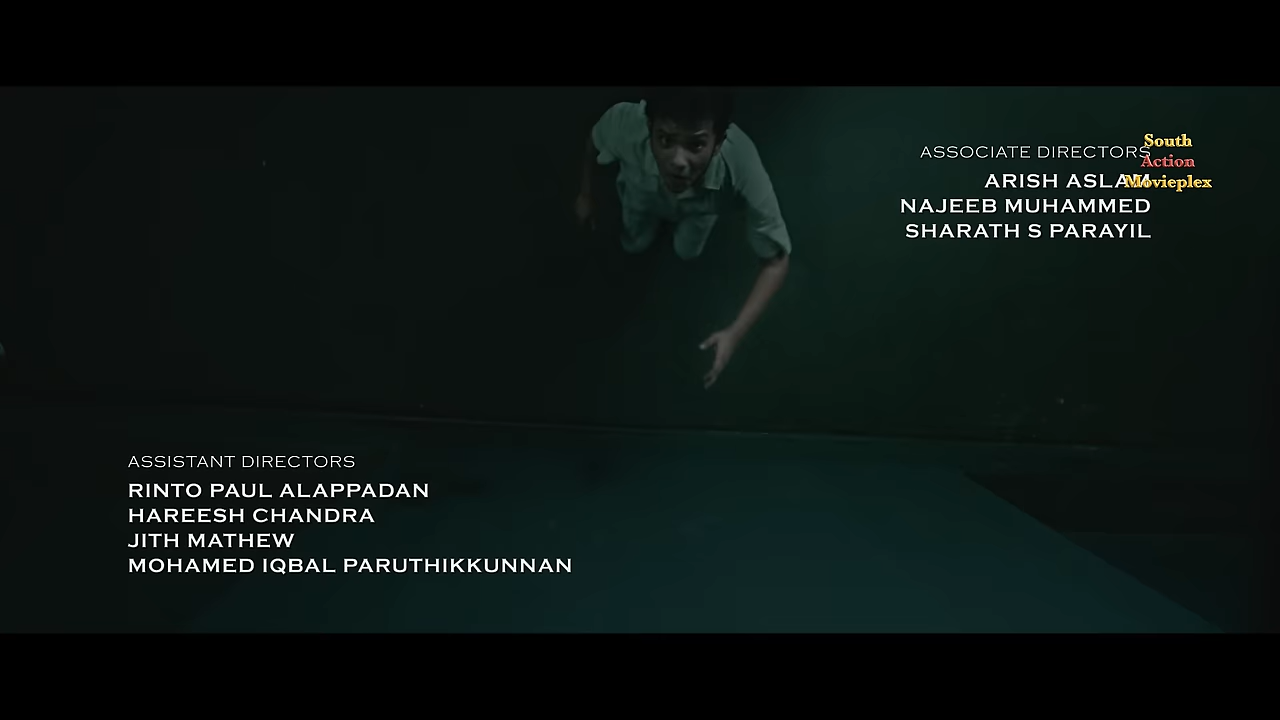 ASSOCIATE DIRECTORS
ARISH ASLAM
NAJEEB MUHAMMED
SHARATH S PARAYIL
South
Action
Movieplex
ASSISTANT DIRECTORS
RINTO PAUL ALAPPADAN
HAREESH CHANDRA
JITH MATHEW
MOHAMED IQBAL PARUTHIKKUNNAN